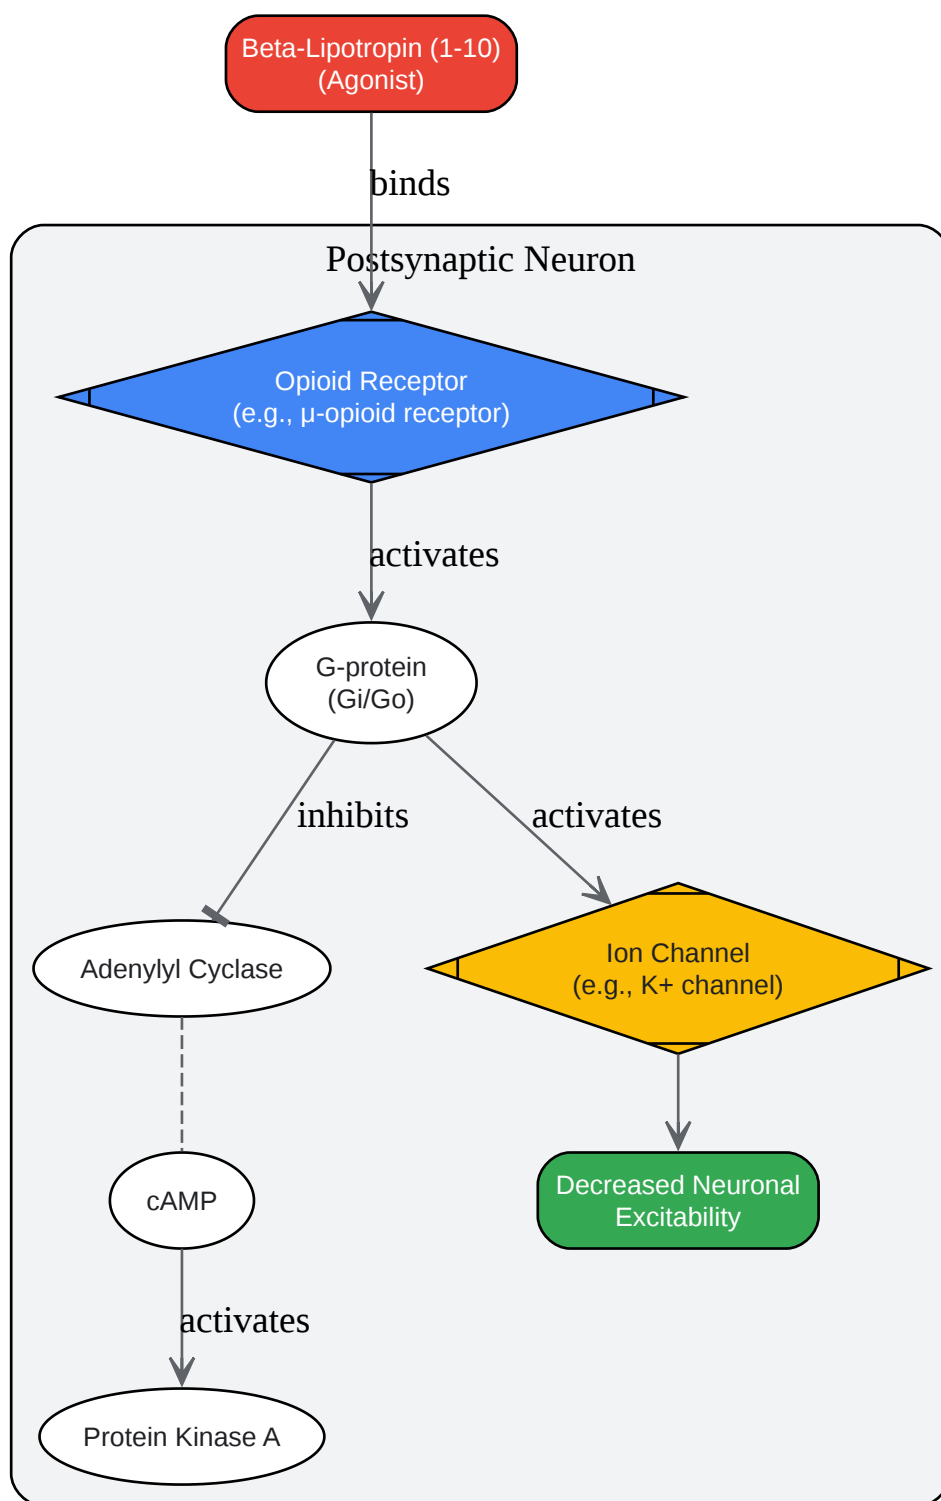 Beta-Lipotropin (1-10)
(Agonist)
binds
Postsynaptic Neuron
Opioid Receptor
(e.g., μ-opioid receptor)
activates
G-protein
(Gi/Go)
inhibits
activates
Adenylyl Cyclase
Ion Channel
(e.g., K+ channel)
cAMP
Decreased Neuronal
Excitability
activates
Protein Kinase A